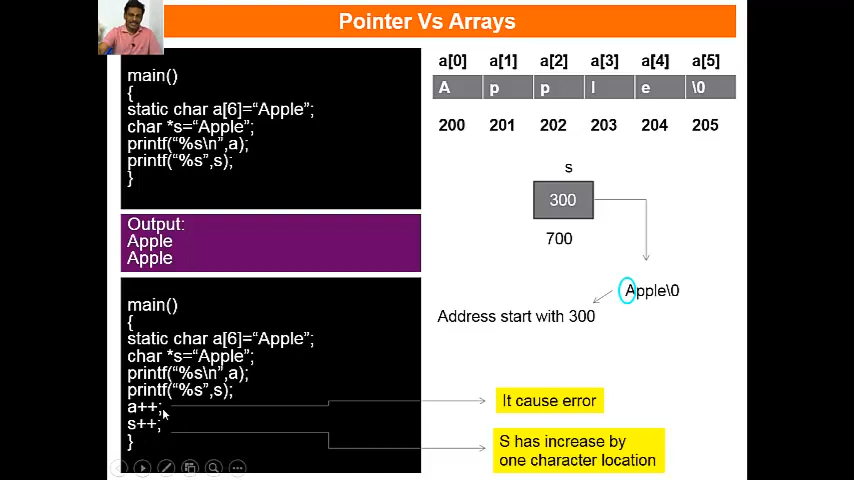 Pointer Vs Arrays
main()
{
static char a[6]=“Apple”;
char *s=“Apple”;
printf(“%s\n”,a);
printf(“%s”,s);
}
Output:
Apple
Apple
main()
{
static char a[6]=“Apple”;
char *s=“Apple”;
printf(“%s\n”,a);
printf(“%s”,s);
a++;
s++;
}
a[0] a[1] a[2] a[3] a[4] a[5]
A p p l e \0
200 201 202 203 204 205
s
300
700
Apple\0
Address start with 300
It cause error
S has increase by
one character location